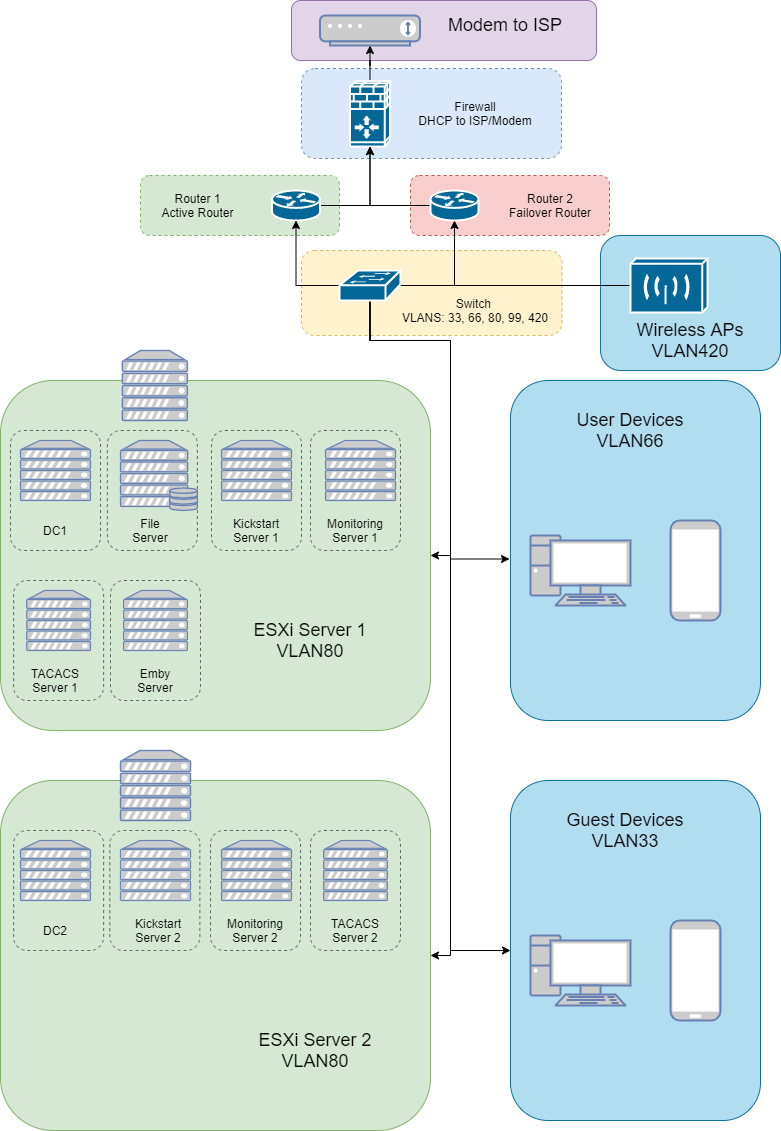 Modem to ISP
Firewall
DHCP to ISP/Modem
Router 1
Active Router
Router 2
Failover Router
Switch
VLANS: 33, 66, 80, 99, 420
Wireless APs
VLAN420
User Devices
VLAN66
DC1
File
Server
Kickstart
Server 1
Monitoring
Server 1
TACACS
Server 1
Emby
Server
ESXi Server 1
VLAN80
Guest Devices
VLAN33
DC2
Kickstart
Server 2
Monitoring
Server 2
TACACS
Server 2
ESXi Server 2
VLAN80